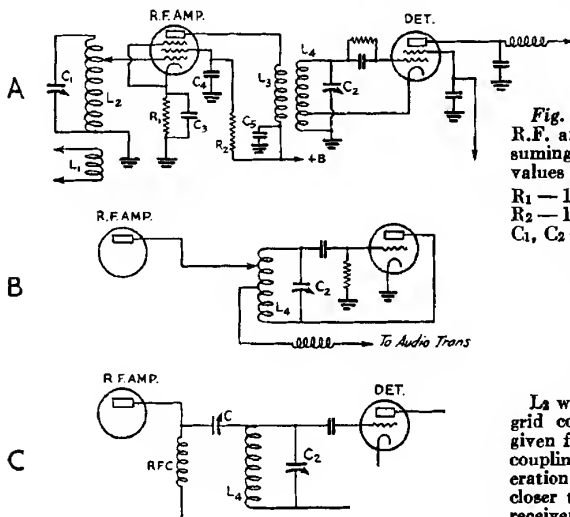 R.F. AMP.
DET.
A
C1
L2
L1
R1
C3
C4
R2
C5
L3
L4
C2
+B
Fig.
R.F. a
suming
values
R1 — 1
R2 — 1
C1, C2
B
R.F. AMP.
C2
L4
To Audio Trans
C
R.F. AMP.
RFC
C
L4
C2
DET.
L2 w
grid co
given f
couplin
eration
closer t
receive